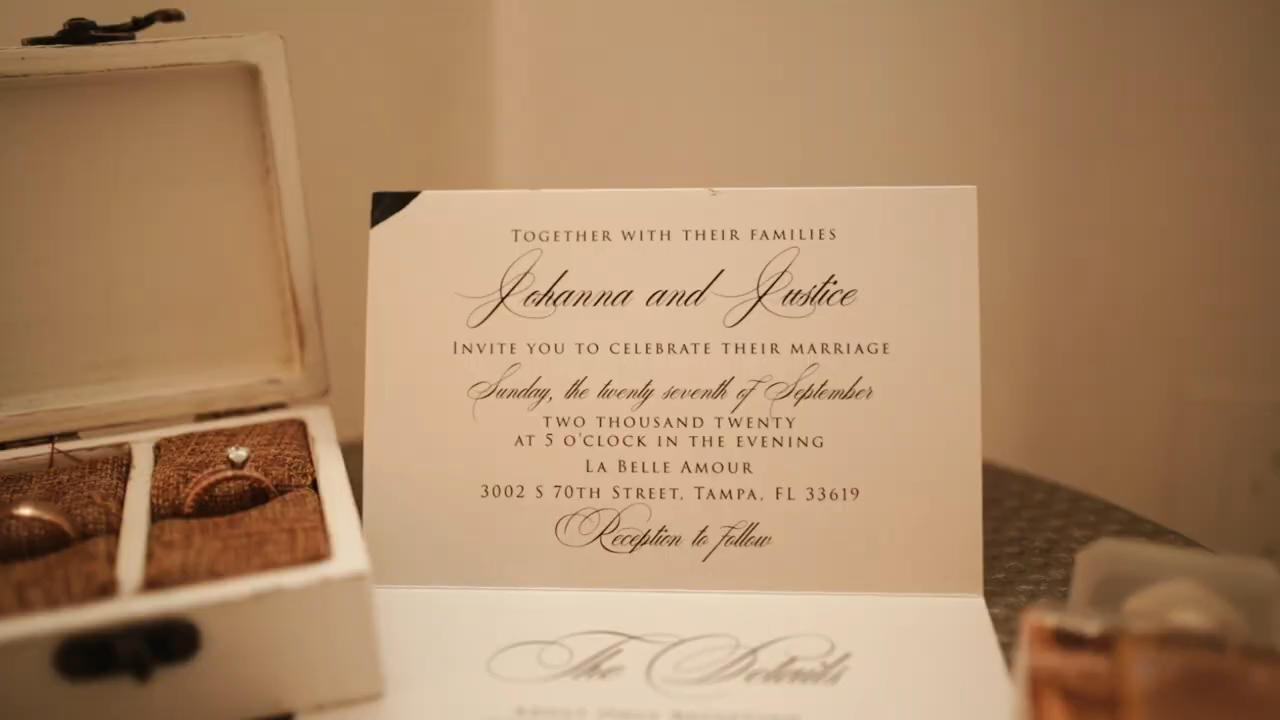 Together with their families
Johanna and Justice
Invite you to celebrate their marriage
Sunday, the twenty seventh of September
two thousand twenty
at 5 o'clock in the evening
La Belle Amour
3002 S 70th Street, Tampa, FL 33619
Reception to follow
The Details